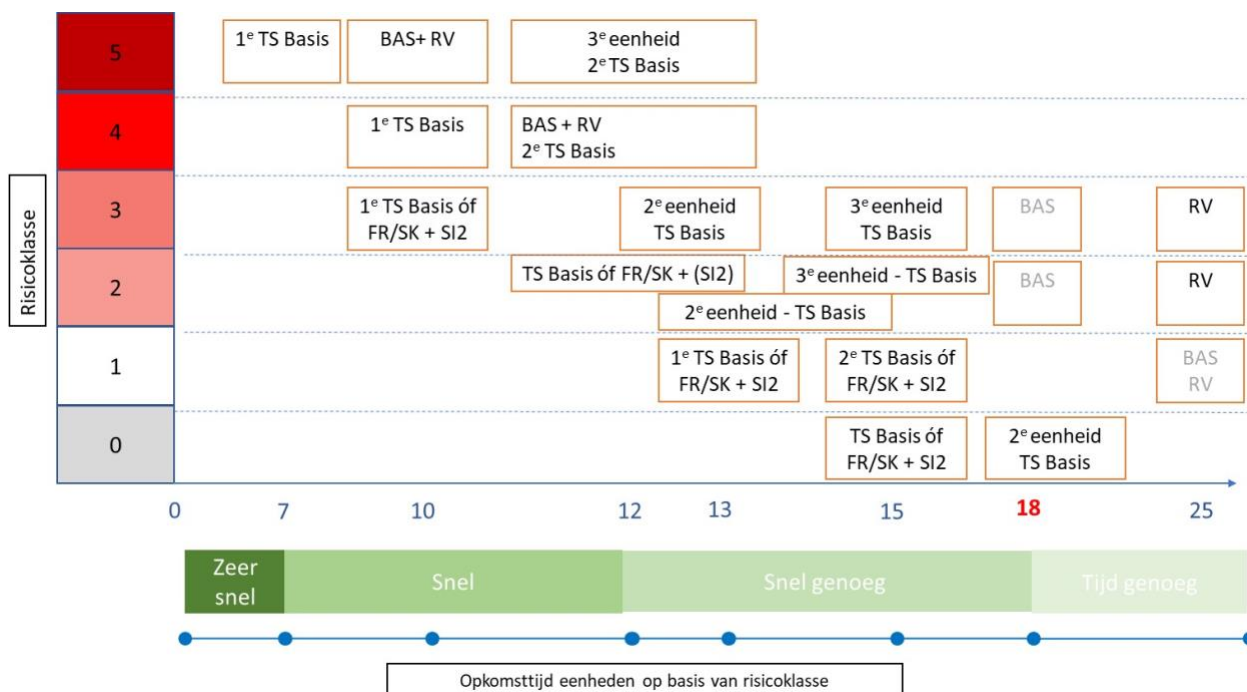 5
1e TS Basis
BAS+ RV
3e eenheid
2e TS Basis
4
1e TS Basis
BAS + RV
2e TS Basis
Risicoklasse
3
1e TS Basis óf
FR/SK + SI2
2e eenheid
TS Basis
3e eenheid
TS Basis
BAS
RV
2
TS Basis óf FR/SK + (SI2)
3e eenheid - TS Basis
2e eenheid - TS Basis
BAS
RV
1
1e TS Basis óf
FR/SK + SI2
2e TS Basis óf
FR/SK + SI2
BAS
RV
0
TS Basis óf
FR/SK + SI2
2e eenheid
TS Basis
0 7 10 12 13 15 18 25
Zeer
snel
Snel
Snel genoeg
Tijd genoeg
Opkomsttijd eenheden op basis van risicoklasse